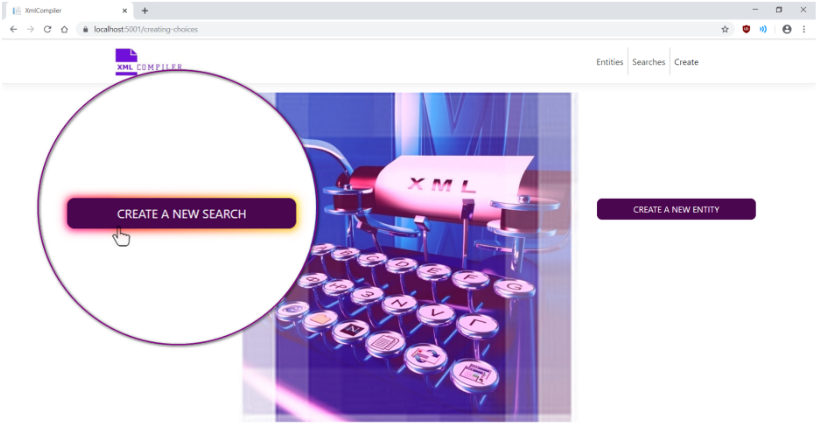 XmlCompiler
localhost:5001/creating-choices
XML COMPILER
Entities
Searches
Create
XML
CREATE A NEW SEARCH
CREATE A NEW ENTITY